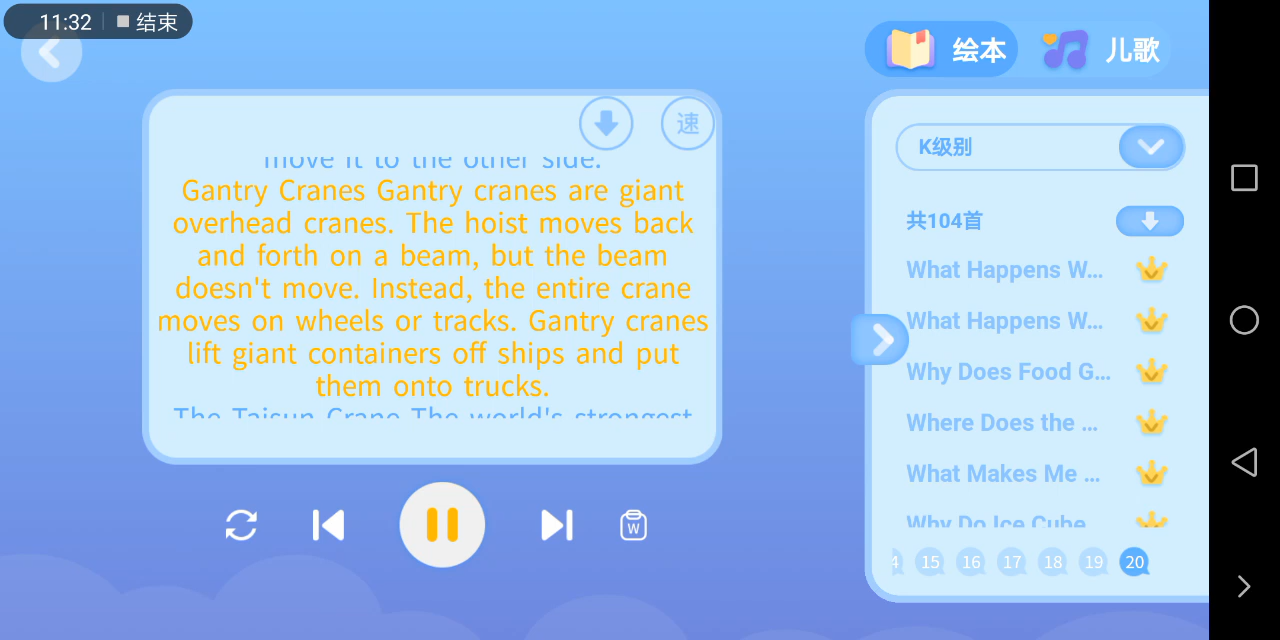 11:32
结束
绘本
儿歌
速
move it to the other side.
Gantry Cranes Gantry cranes are giant
overhead cranes. The hoist moves back
and forth on a beam, but the beam
doesn't move. Instead, the entire crane
moves on wheels or tracks. Gantry cranes
lift giant containers off ships and put
them onto trucks.
The Taisun Crane The world's strongest
W
K级别
共104首
What Happens W...
What Happens W...
Why Does Food G...
Where Does the ...
What Makes Me ...
Why Do Ice Cube
4 15 16 17 18 19 20